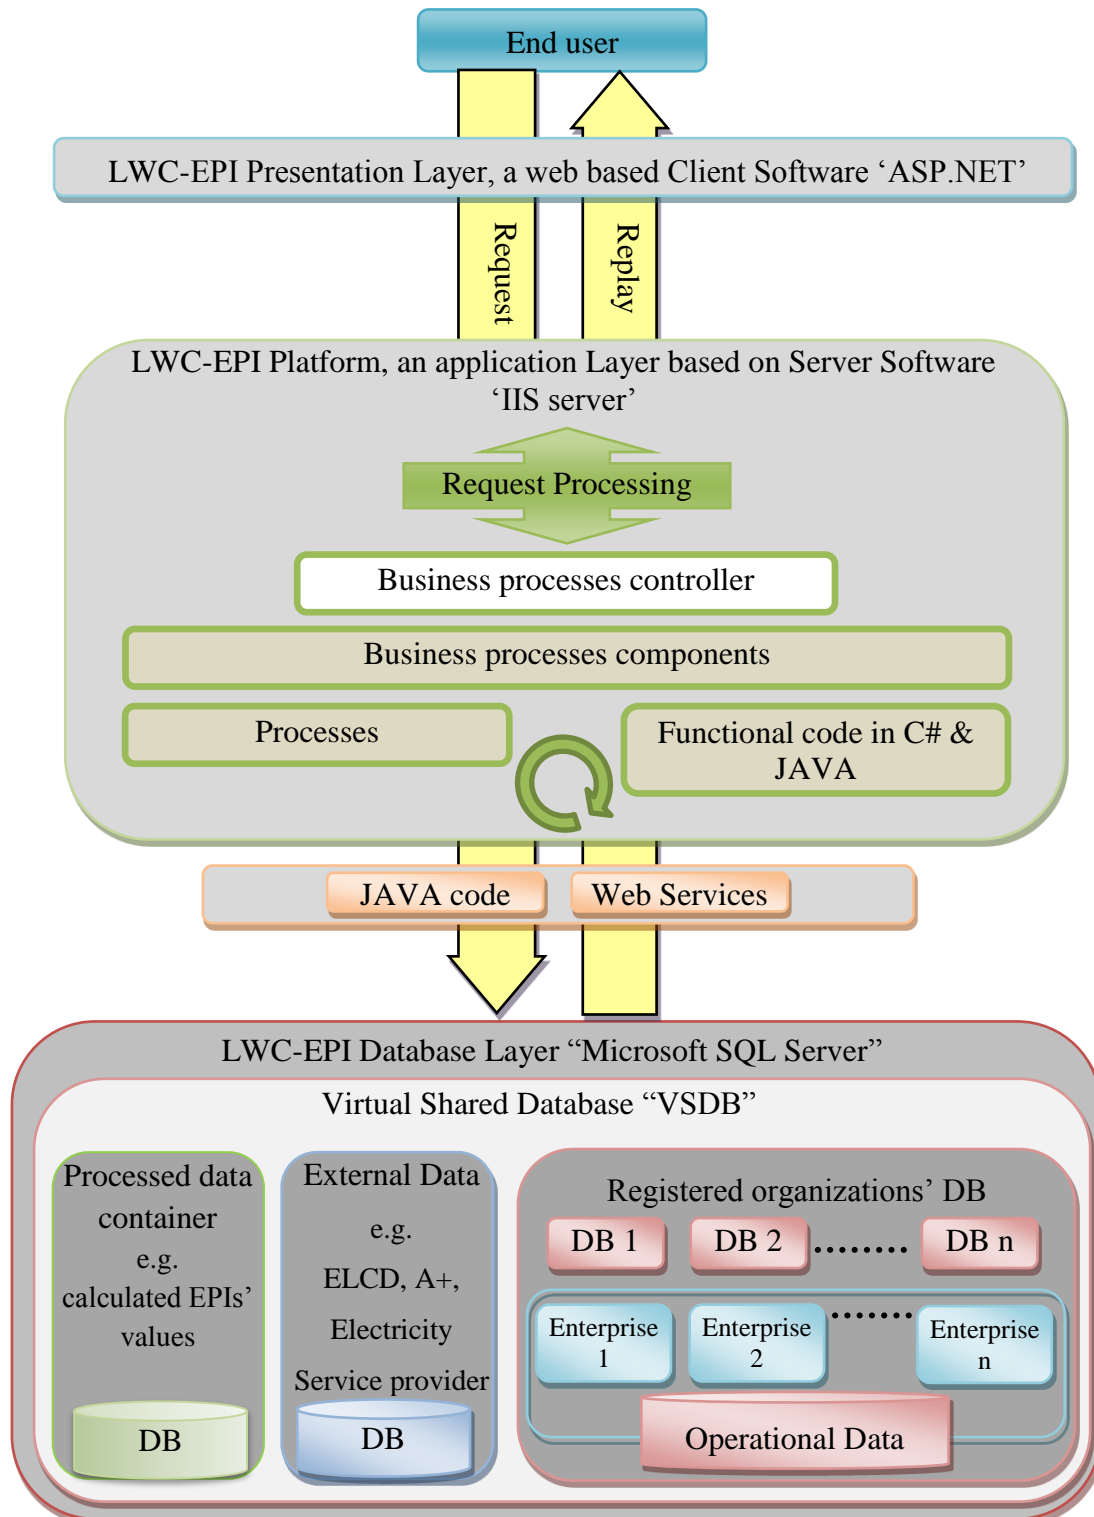 End user
LWC-EPI Presentation Layer, a web based Client Software ‘ASP.NET’
Request
Replay
LWC-EPI Platform, an application Layer based on Server Software
‘IIS server’
Request Processing
Business processes controller
Business processes components
Processes
Functional code in C# &
JAVA
JAVA code
Web Services
LWC-EPI Database Layer “Microsoft SQL Server”
Virtual Shared Database “VSDB”
Processed data
container
e.g.
calculated EPIs’
values
DB
External Data
e.g.
ELCD, A+,
Electricity
Service provider
DB
Registered organizations’ DB
DB 1
DB 2
........
DB n
Enterprise
1
Enterprise
2
........
Enterprise
n
Operational Data